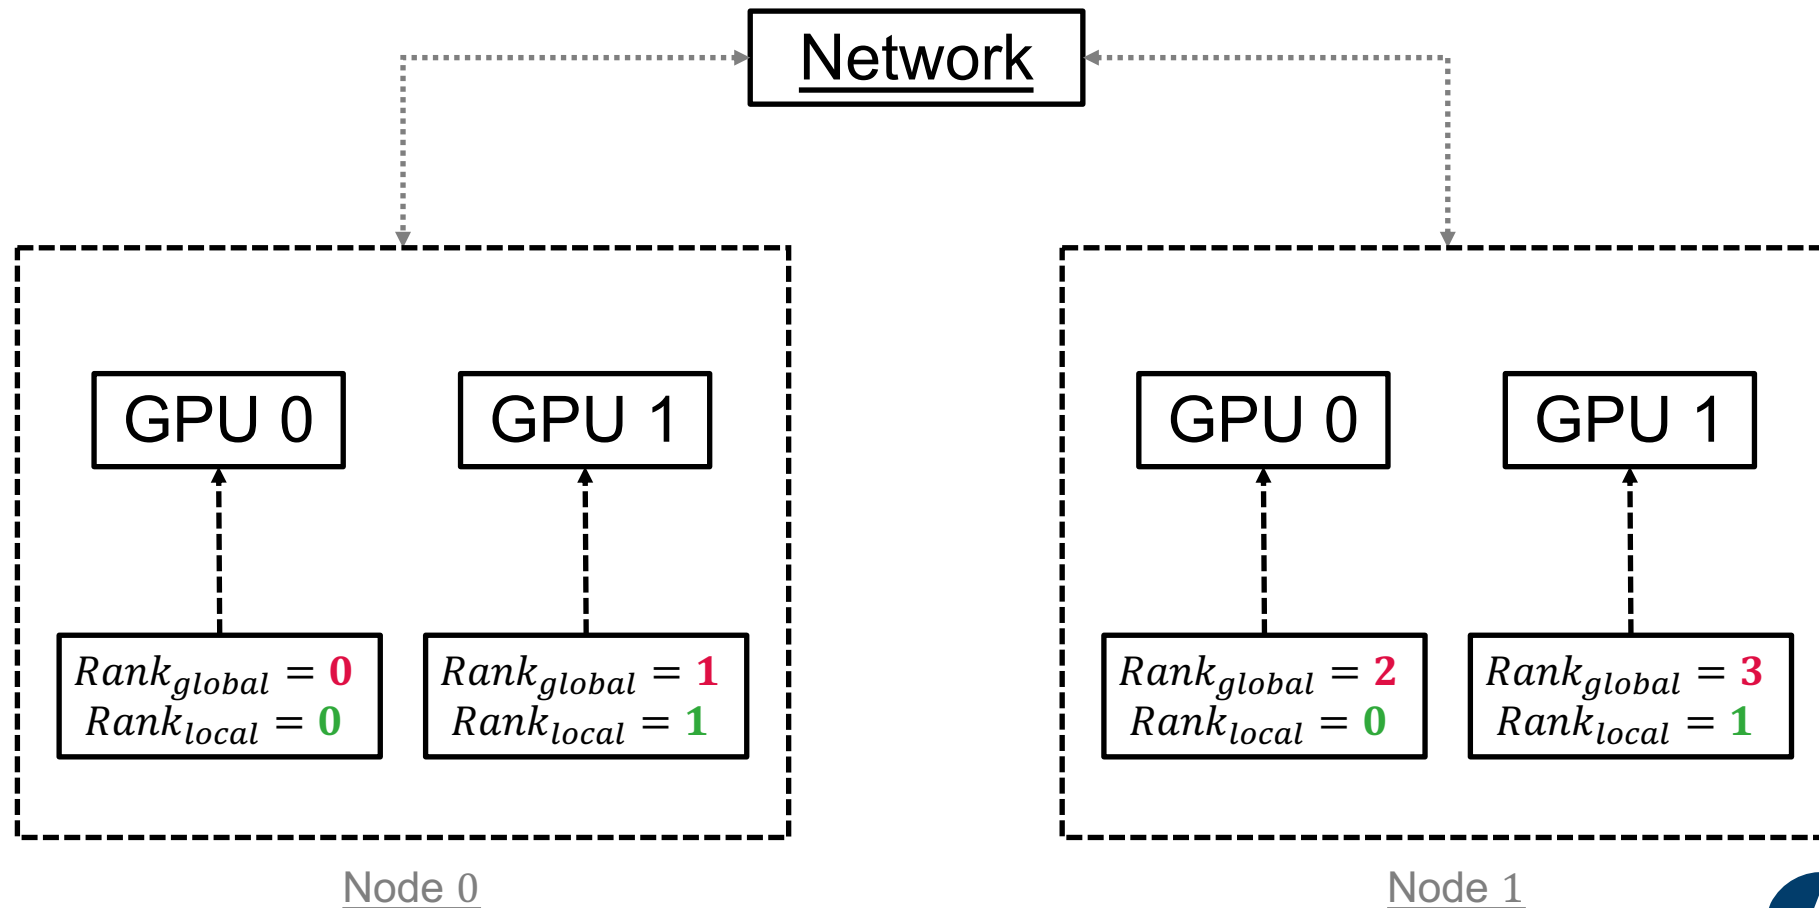 Network
GPU 0
GPU 1
GPU 0
GPU 1
Rank_global = 0
Rank_local = 0
Rank_global = 1
Rank_local = 1
Rank_global = 2
Rank_local = 0
Rank_global = 3
Rank_local = 1
Node 0
Node 1